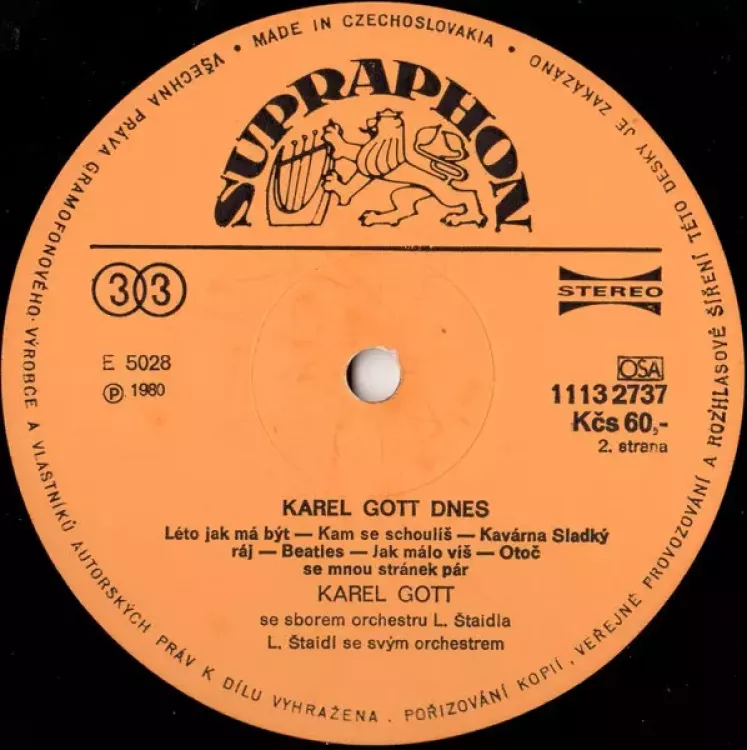 • MADE IN CZECHOSLOVAKIA •
SUPRAPHON
33
STEREO
E 5028
Ⓟ 1980
OSA
1113 2737
Kčs 60,-
2. strana
KAREL GOTT DNES
Léto jak má být — Kam se schoulíš — Kavárna Sladký
ráj — Beatles — Jak málo víš — Otoč
se mnou stránek pár
KAREL GOTT
se sborem orchestru L. Štaidla
L. Štaidl se svým orchestrem
VŠECHNA PRÁVA GRAMOFONOVÉHO · VÝROBCE A VLASTNÍKŮ AUTORSKÝCH PRÁV K DÍLU VYHRAŽENA . POŘIZOVÁNÍ KOPIÍ , VEŘEJNÉ PROVOZOVÁNÍ A ROZHLASOVÉ ŠÍŘENÍ TÉTO DESKY JE ZAKÁZÁNO